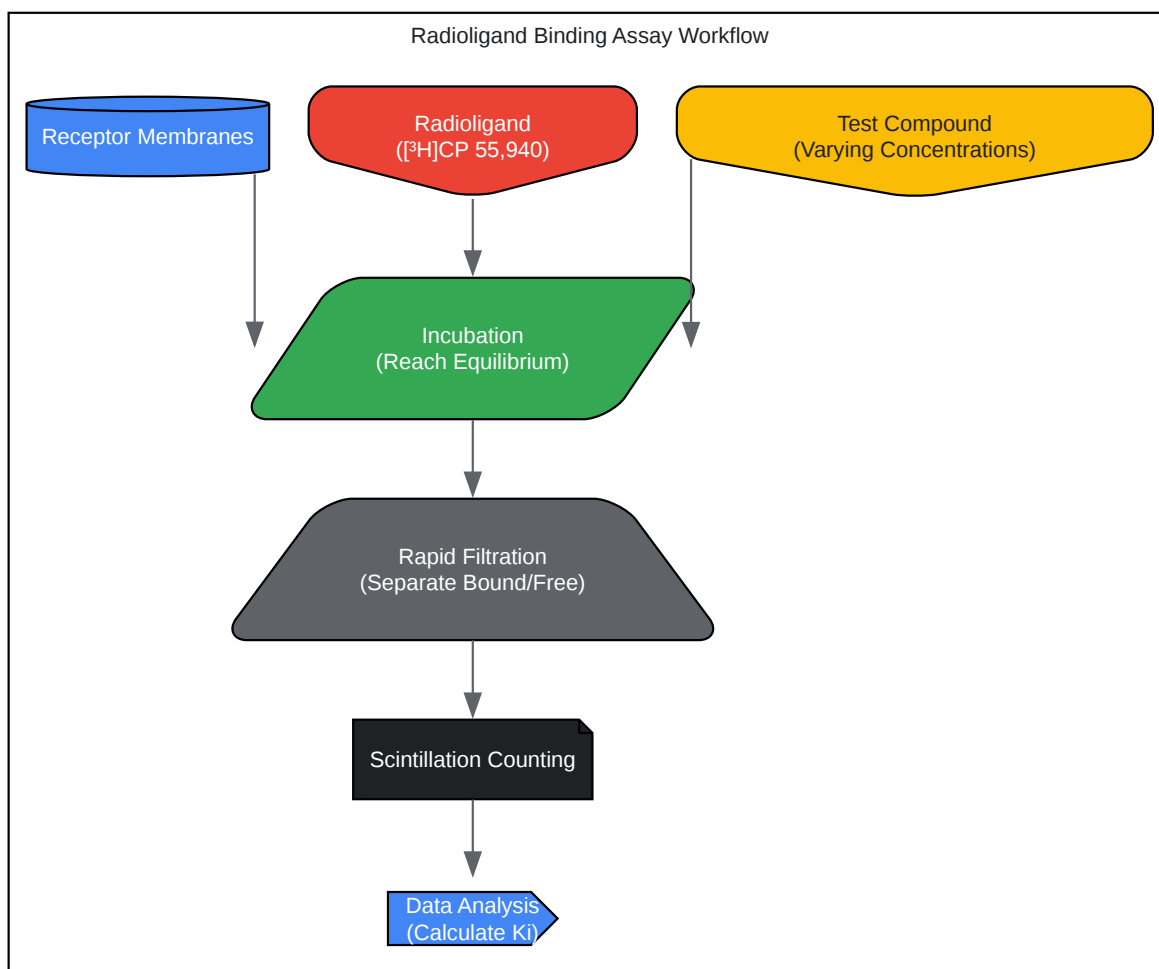 Radioligand Binding Assay Workflow
Receptor Membranes
Radioligand
([³H]CP 55,940)
Test Compound
(Varying Concentrations)
Incubation
(Reach Equilibrium)
Rapid Filtration
(Separate Bound/Free)
Scintillation Counting
Data Analysis
(Calculate Ki)